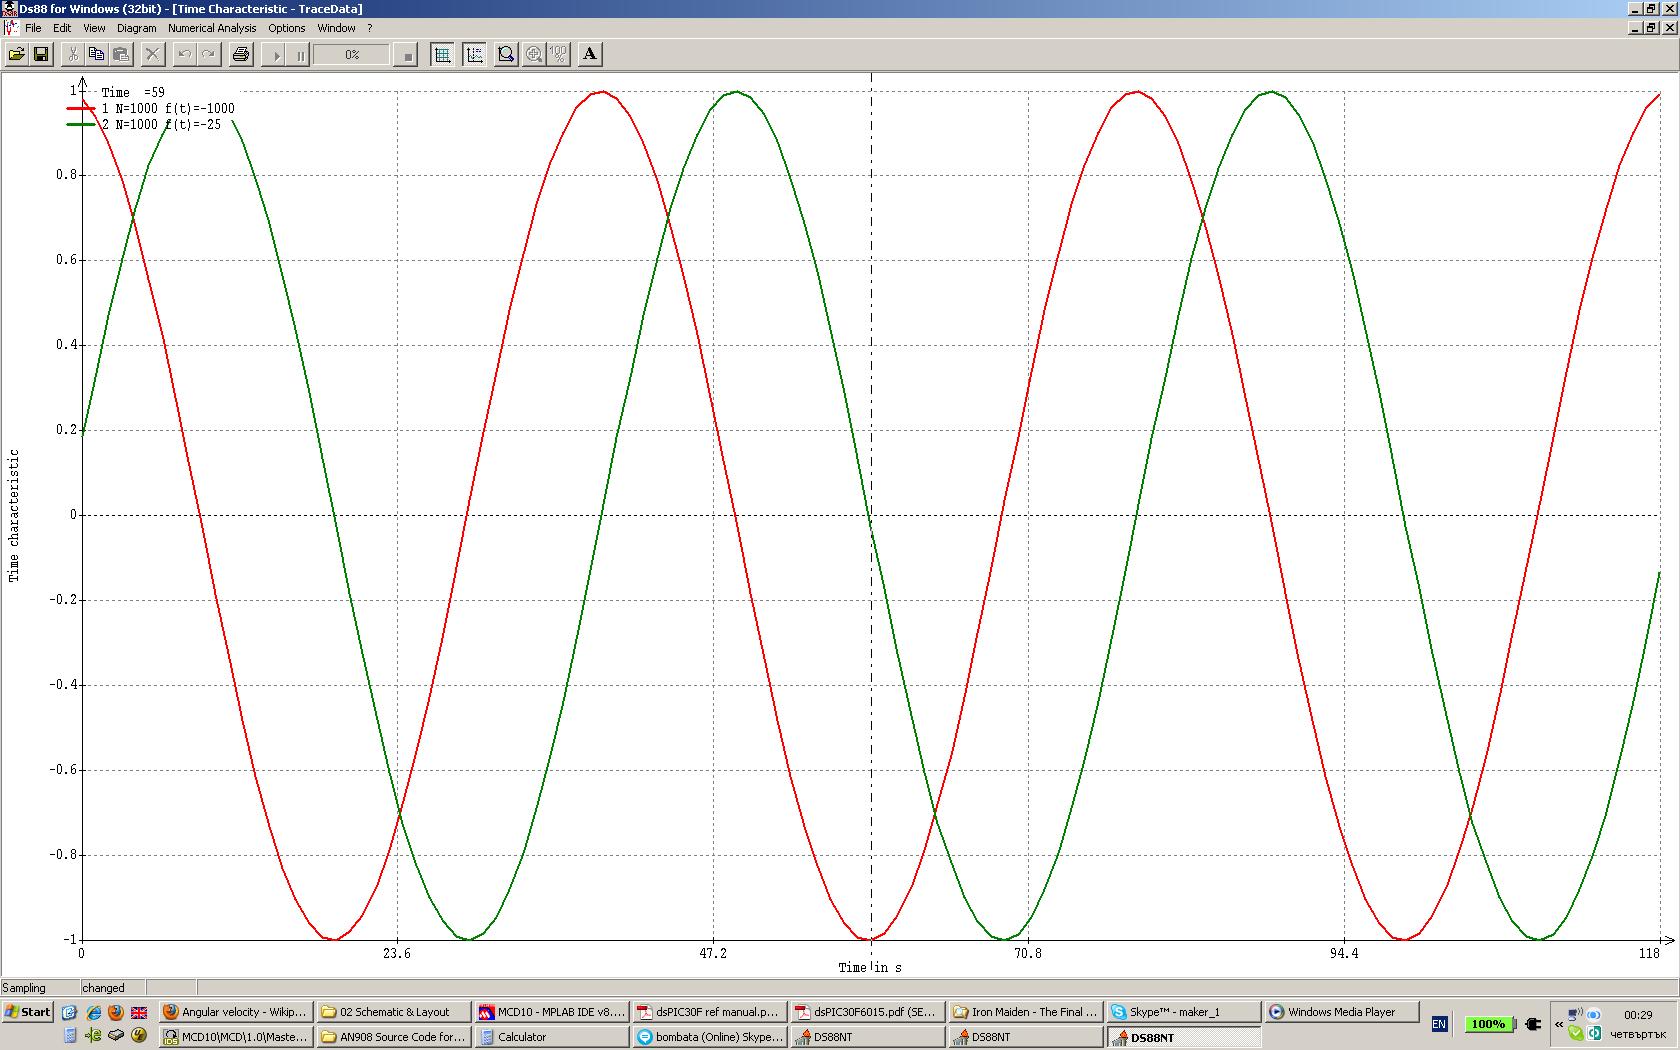 Ds88 for Windows (32bit) - [Time Characteristic - TraceData]
File Edit View Diagram Numerical Analysis Options Window ?
0% 100 % A
Time =59
1 N=1000 f(t)=-1000
2 N=1000 f(t)=-25
1
0.8
0.6
0.4
0.2
0
-0.2
-0.4
-0.6
-0.8
-1
Time characteristic
0 23.6 47.2 70.8 94.4 118
Time in s
Sampling changed
Start Angular velocity - Wikip... 02 Schematic & Layout MCD10 - MPLAB IDE v8.... dsPIC30F ref manual.p... dsPIC30F6015.pdf (SE... Iron Maiden - The Final ... Skype™ - maker_1 Windows Media Player
MCD10\MCD\1.0\Maste... AN908 Source Code for... Calculator bombata (Online) Skype... DS88NT DS88NT DS88NT
EN 100% « 00:29
четвъртък